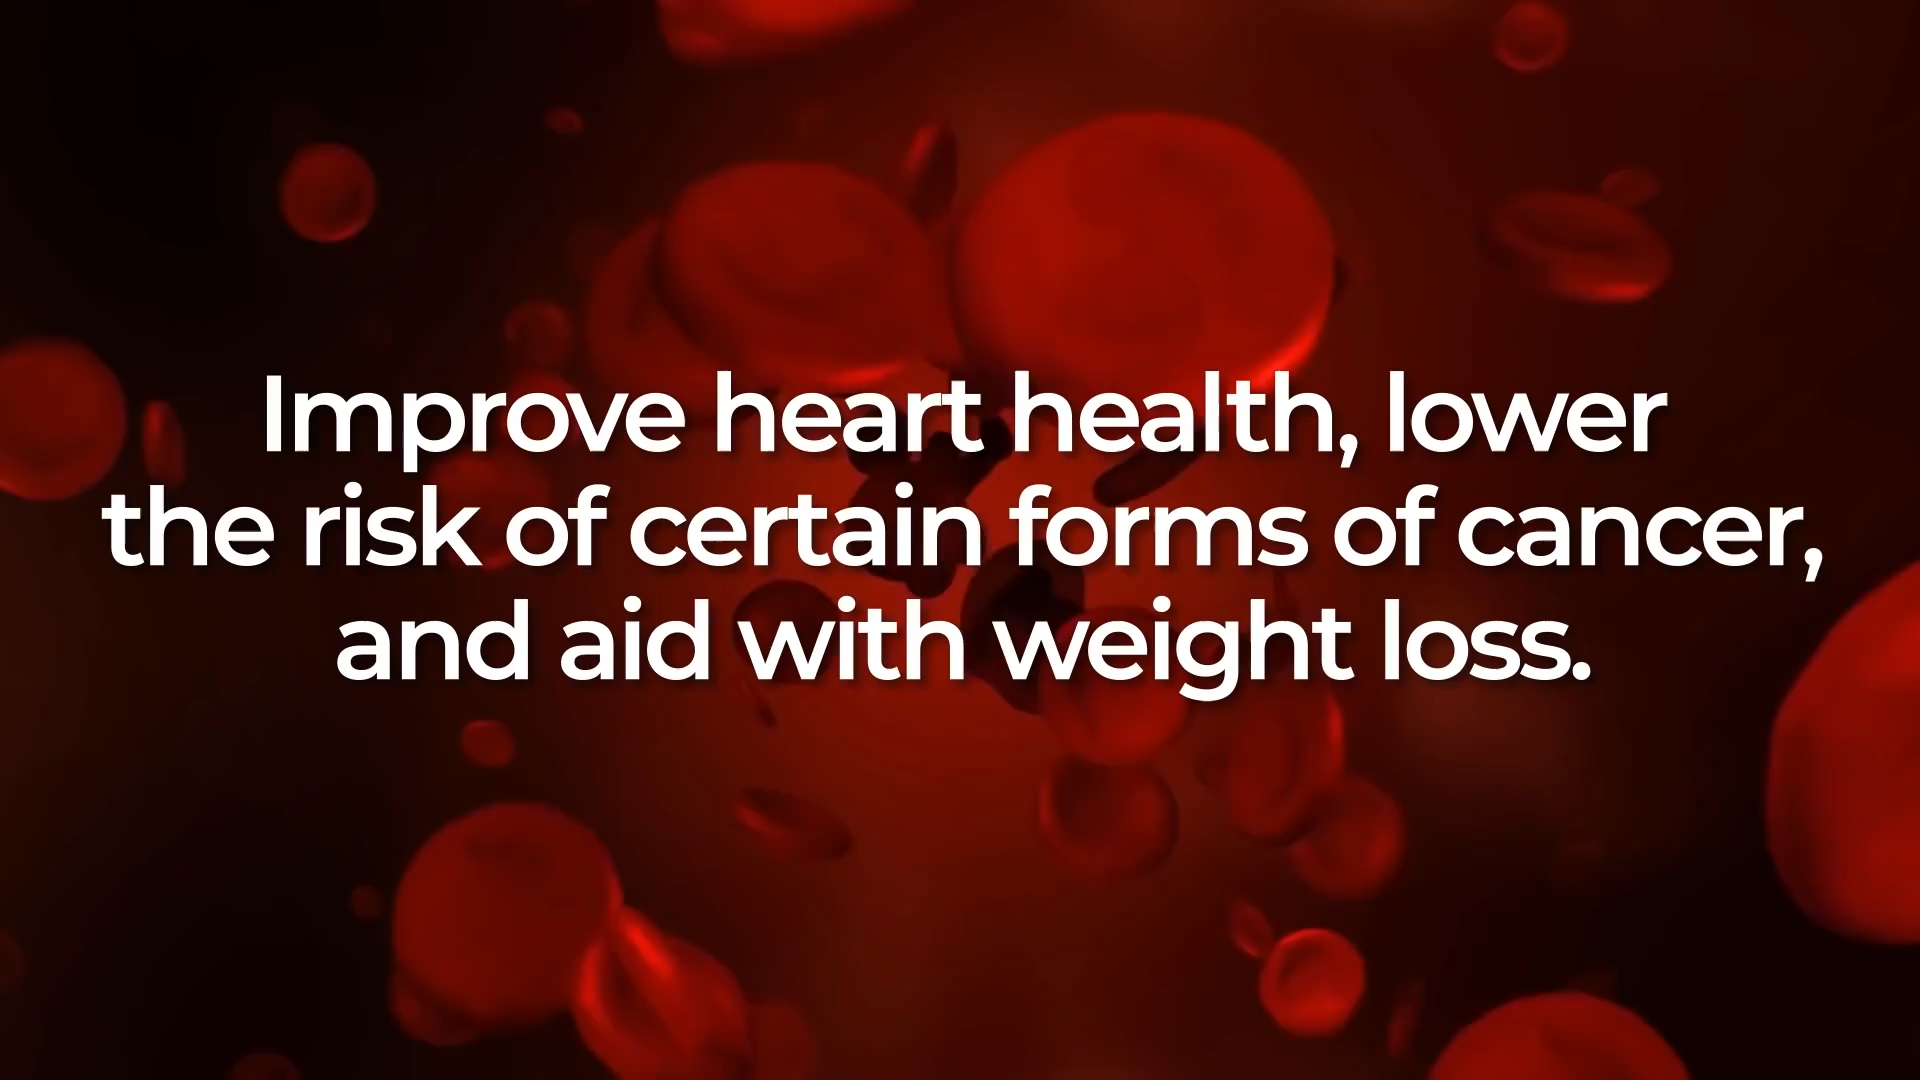 Improve heart health, lower
the risk of certain forms of cancer,
and aid with weight loss.